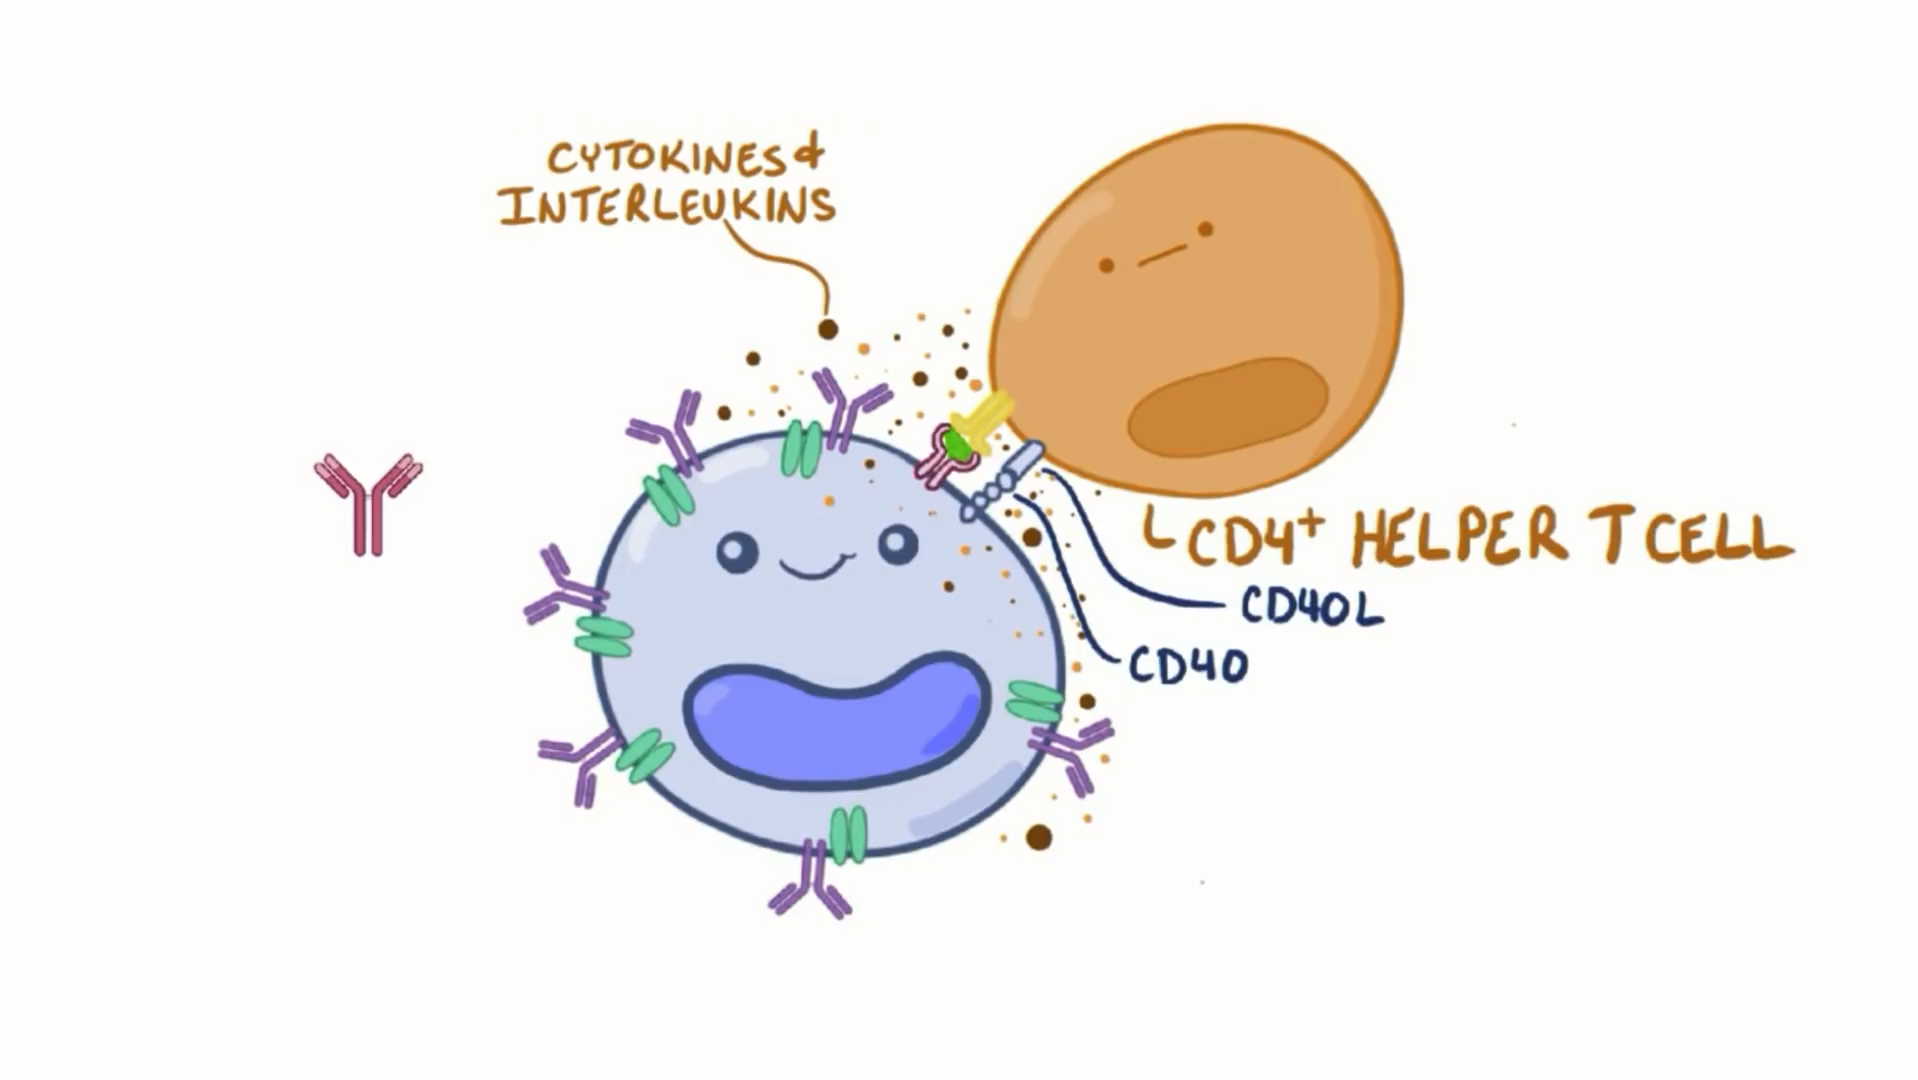 CYTOKINES &
INTERLEUKINS
CD4+ HELPER T CELL
CD40L
CD40